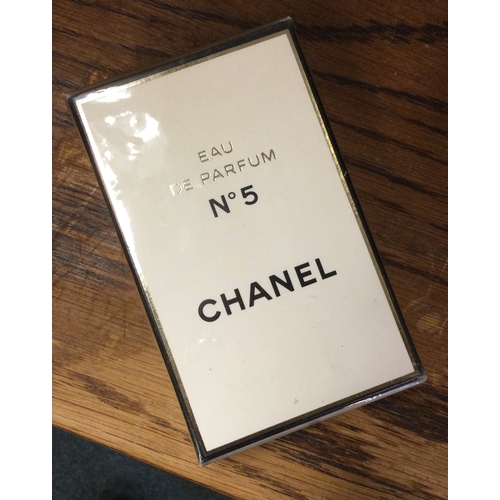 EAU
DE PARFUM
N° 5
CHANEL